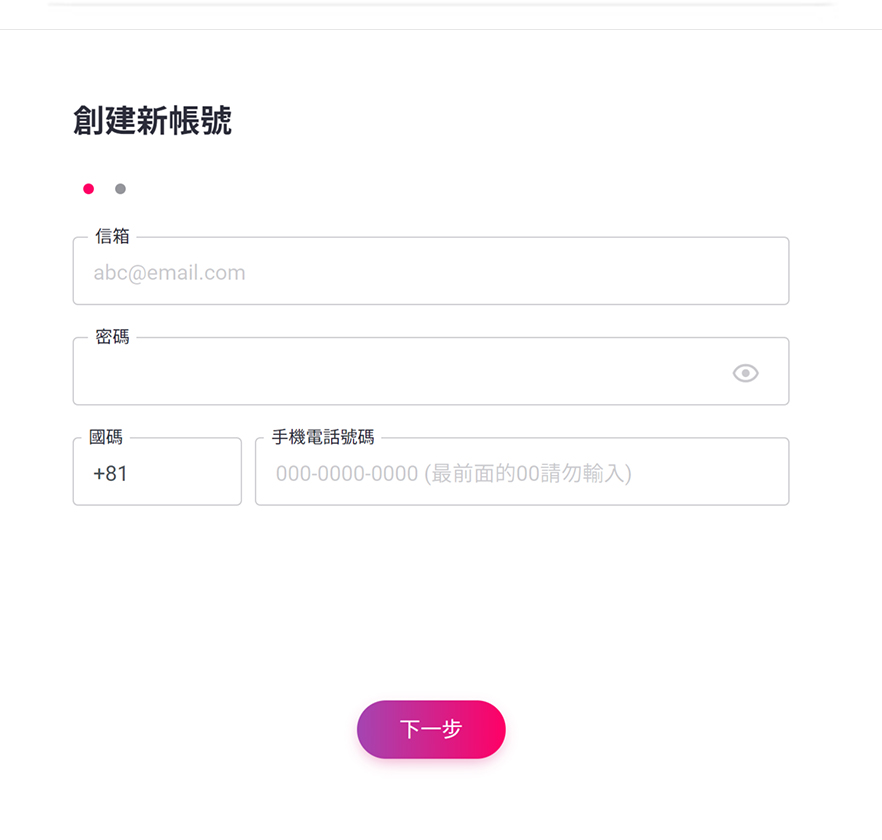 創建新帳號
信箱
abc@email.com
密碼
國碼
+81
手機電話號碼
000-0000-0000 (最前面的00請勿輸入)
下一步